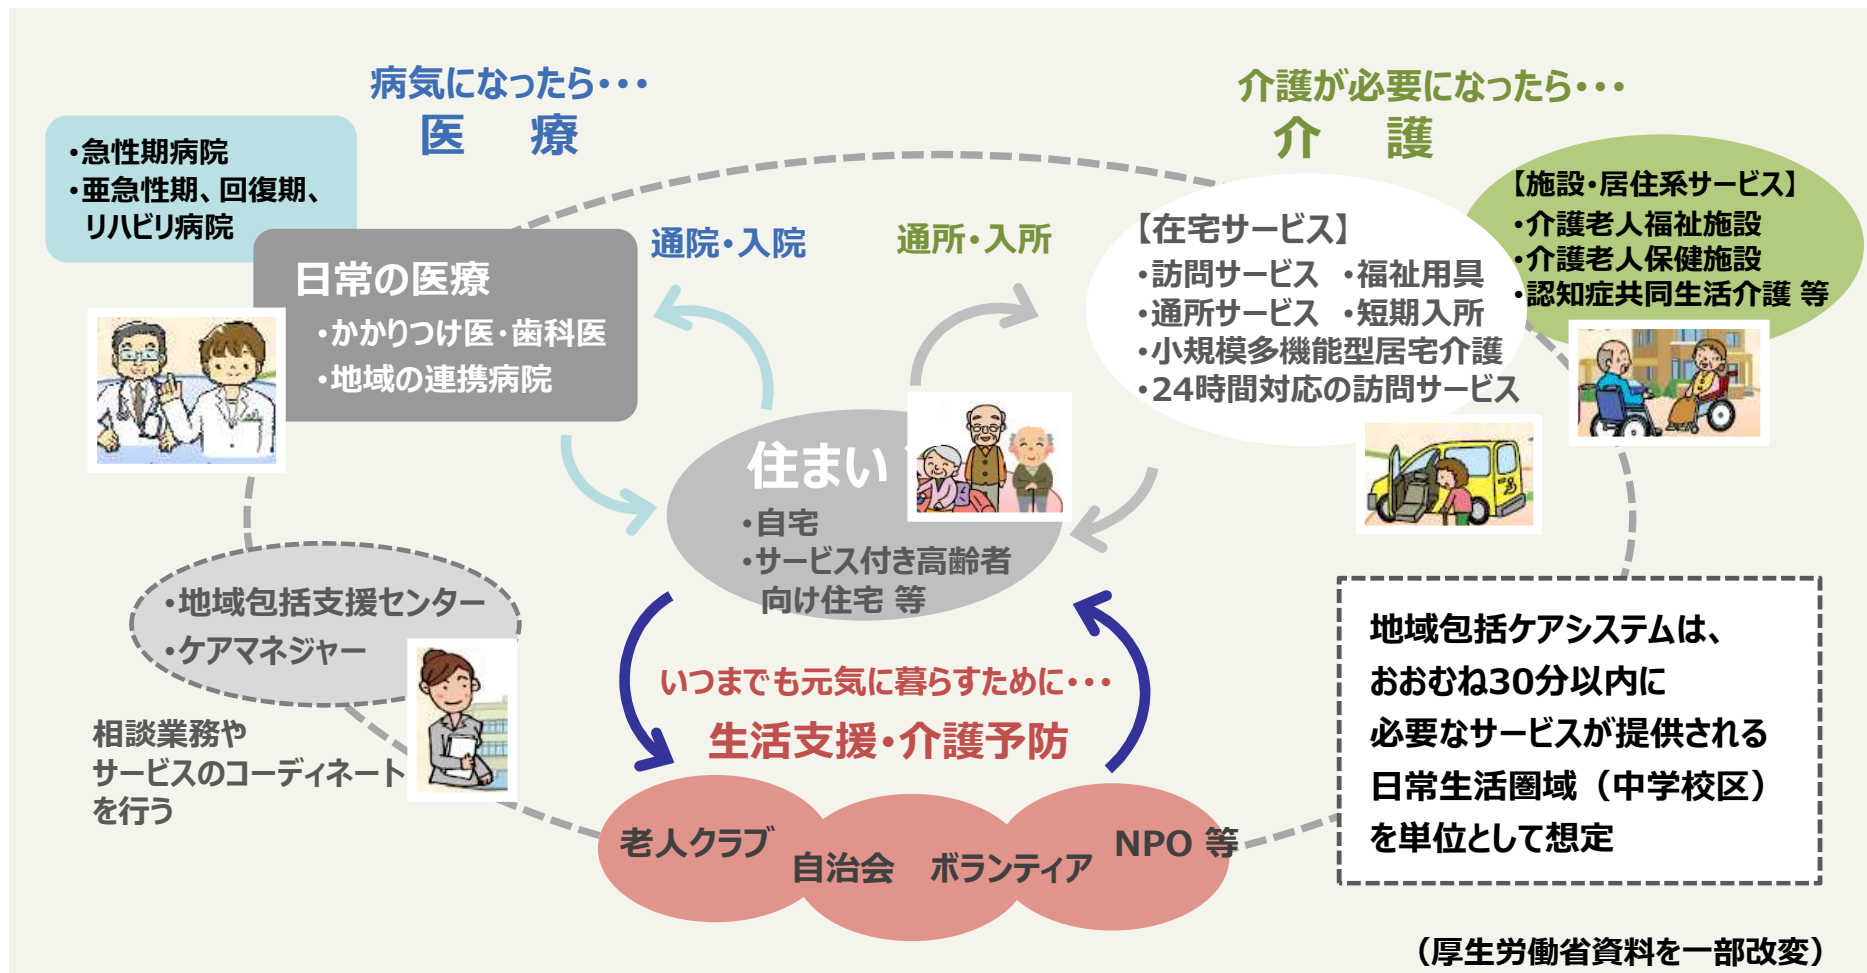 病気になったら・・・
医　療
介護が必要になったら・・・
介　護
・急性期病院
・亜急性期、回復期、
リハビリ病院
日常の医療
・かかりつけ医・歯科医
・地域の連携病院
通院・入院
通所・入所
【在宅サービス】
・訪問サービス ・福祉用具
・通所サービス ・短期入所
・小規模多機能型居宅介護
・24時間対応の訪問サービス
【施設・居住系サービス】
・介護老人福祉施設
・介護老人保健施設
・認知症共同生活介護 等
住まい
・自宅
・サービス付き高齢者
向け住宅 等
・地域包括支援センター
・ケアマネジャー
相談業務や
サービスのコーディネート
を行う
いつまでも元気に暮らすために・・・
生活支援・介護予防
老人クラブ
自治会
ボランティア
NPO 等
地域包括ケアシステムは、
おおむね30分以内に
必要なサービスが提供される
日常生活圏域（中学校区）
を単位として想定
（厚生労働省資料を一部改変）